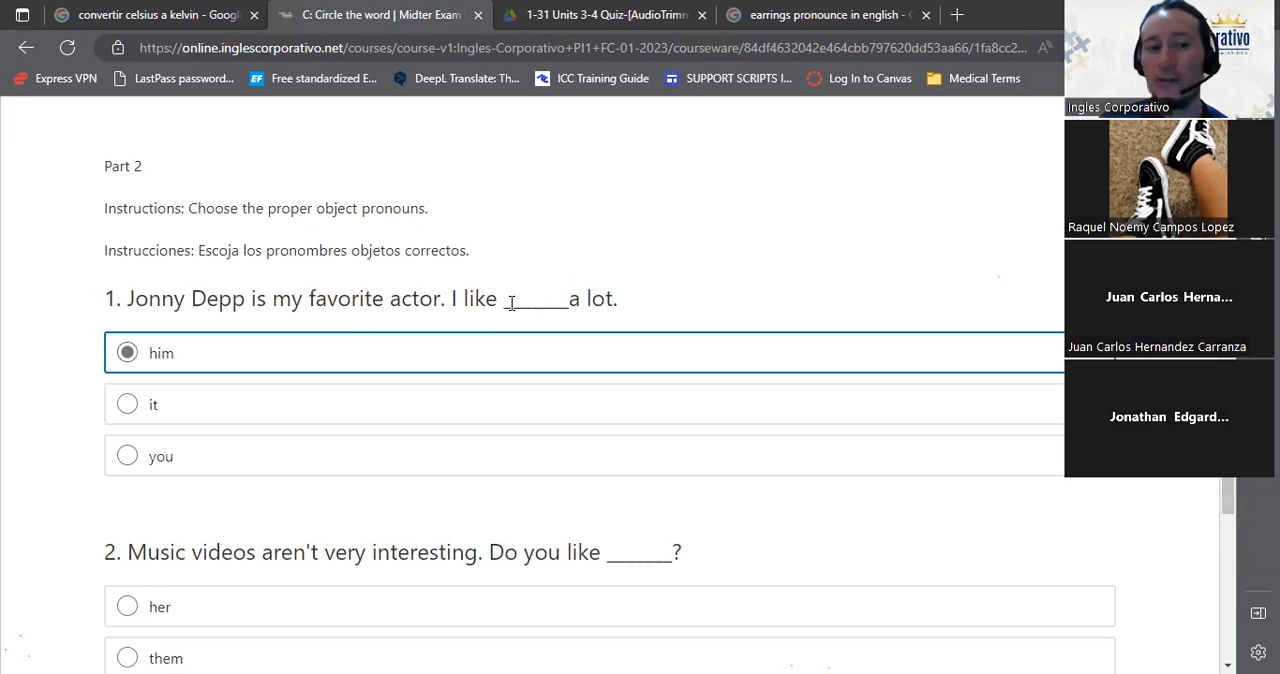 convertir celsius a kelvin - Googl
C: Circle the word | Midter Exam
1-31 Units 3-4 Quiz-[AudioTrimm
earrings pronounce in english - G
https://online.inglescorporativo.net/courses/course-v1:Ingles-Corporativo+PI1+FC-01-2023/courseware/84df4632042e464cbb797620dd53aa66/1fa8cc2...
Express VPN
LastPass password...
EF
Free standardized E...
DeepL Translate: Th...
ICC Training Guide
SUPPORT SCRIPTS I...
Log In to Canvas
Medical Terms
Part 2
Instructions: Choose the proper object pronouns.
Instrucciones: Escoja los pronombres objetos correctos.
1. Jonny Depp is my favorite actor. I like ______a lot.
him
it
you
2. Music videos aren't very interesting. Do you like ______?
her
them
rativo
Ingles Corporativo
Raquel Noemy Campos Lopez
Juan Carlos Herna...
Juan Carlos Hernandez Carranza
Jonathan Edgard...